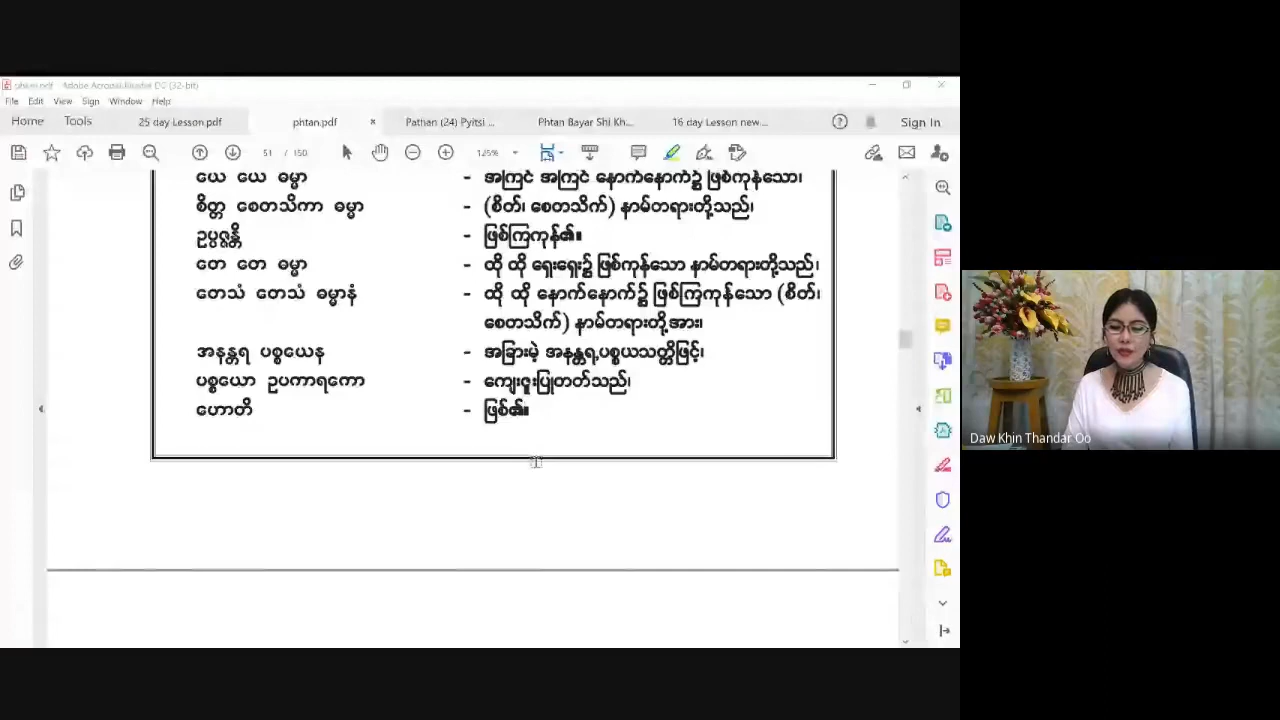 phtan.pdf - Adobe Acrobat Reader DC (32-bit)
File Edit View Sign Window Help
Home Tools 25 day Lesson.pdf phtan.pdf × Pathan (24) Pyitsi ... Phtan Bayar Shi Kh... 16 day Lesson new... Sign In
51 / 150 125%
ယေ ယေ ဓမ္မာ - အကြင် အကြင် နောက်နောက်၌ ဖြစ်ကုန်သော၊
စိတ္တ စေတသိကာ ဓမ္မာ - (စိတ်၊ စေတသိက်) နာမ်တရားတို့သည်၊
ဥပ္ပဇ္ဇန္တိ - ဖြစ်ကြကုန်၏။
တေ တေ ဓမ္မာ - ထို ထို ရှေးရှေး၌ ဖြစ်ကုန်သော နာမ်တရားတို့သည်၊
တေသံ တေသံ ဓမ္မာနံ - ထို ထို နောက်နောက်၌ ဖြစ်ကြကုန်သော (စိတ်၊
စေတသိက်) နာမ်တရားတို့အား၊
အနန္တရ ပစ္စယေန - အခြားမဲ့ အနန္တရပစ္စယသတ္တိဖြင့်၊
ပစ္စယော ဥပကာရကော - ကျေးဇူးပြုတတ်သည်၊
ဟောတိ - ဖြစ်၏။
Daw Khin Thandar Oo